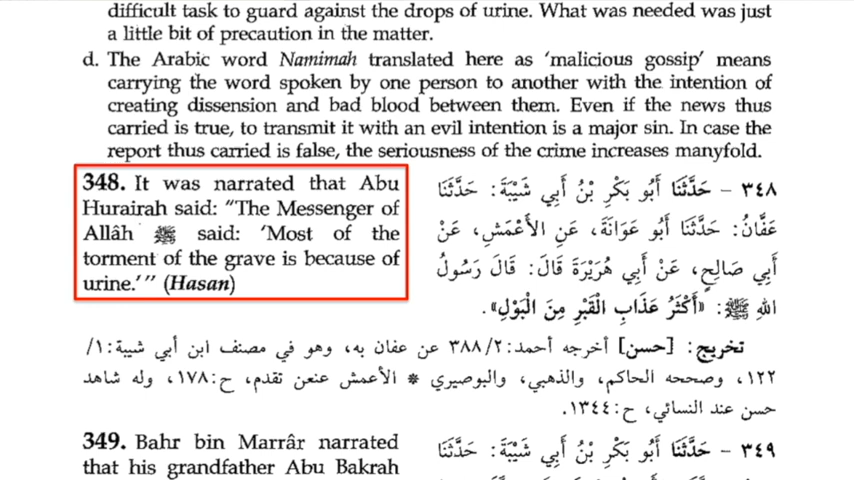 difficult task to guard against the drops of urine. What was needed was just
a little bit of precaution in the matter.
d. The Arabic word Namimah translated here as 'malicious gossip' means
carrying the word spoken by one person to another with the intention of
creating dissension and bad blood between them. Even if the news thus
carried is true, to transmit it with an evil intention is a major sin. In case the
report thus carried is false, the seriousness of the crime increases manyfold.
348. It was narrated that Abu
Hurairah said: "The Messenger of
Allâh ﷺ said: 'Most of the
torment of the grave is because of
urine.'" (Hasan)
٣٤٨ - حَدَّثَنَا أَبُو بَكْرِ بْنُ أَبِي شَيْبَةَ: حَدَّثَنَا
عَفَّانُ: حَدَّثَنَا أَبُو عَوَانَةَ، عَنِ الأَعْمَشِ، عَنْ
أَبِي صَالِحٍ، عَنْ أَبِي هُرَيْرَةَ قَالَ: قَالَ رَسُولُ
اللهِ ﷺ: «أَكْثَرُ عَذَابِ الْقَبْرِ مِنَ الْبَوْلِ».
تخريج: [حسن] أخرجه أحمد: ٢/ ٣٨٨ عن عفان به، وهو في مصنف ابن أبي شيبة: ١/
١٢٢، وصححه الحاكم، والذهبي، والبوصيري * الأعمش عنعن تقدم، ح: ١٧٨، وله شاهد
حسن عند النسائي، ح: ١٣٤٤.
349. Bahr bin Marrâr narrated
that his grandfather Abu Bakrah
٣٤٩ - حَدَّثَنَا أَبُو بَكْرِ بْنُ أَبِي شَيْبَةَ: حَدَّثَنَا